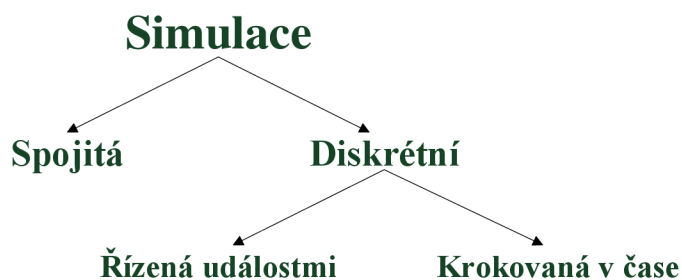 Simulace
Spojitá
Diskrétní
Řízená událostmi
Krokovaná v čase